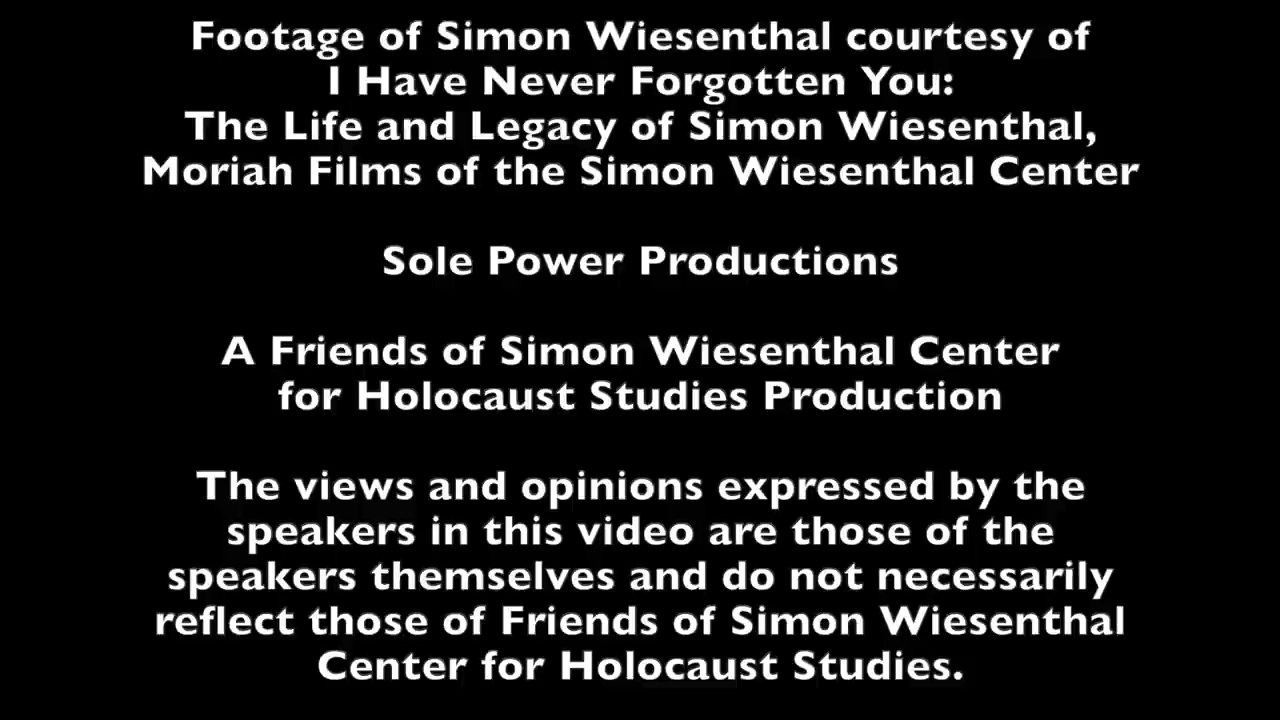 Footage of Simon Wiesenthal courtesy of
I Have Never Forgotten You:
The Life and Legacy of Simon Wiesenthal,
Moriah Films of the Simon Wiesenthal Center
Sole Power Productions
A Friends of Simon Wiesenthal Center
for Holocaust Studies Production
The views and opinions expressed by the
speakers in this video are those of the
speakers themselves and do not necessarily
reflect those of Friends of Simon Wiesenthal
Center for Holocaust Studies.